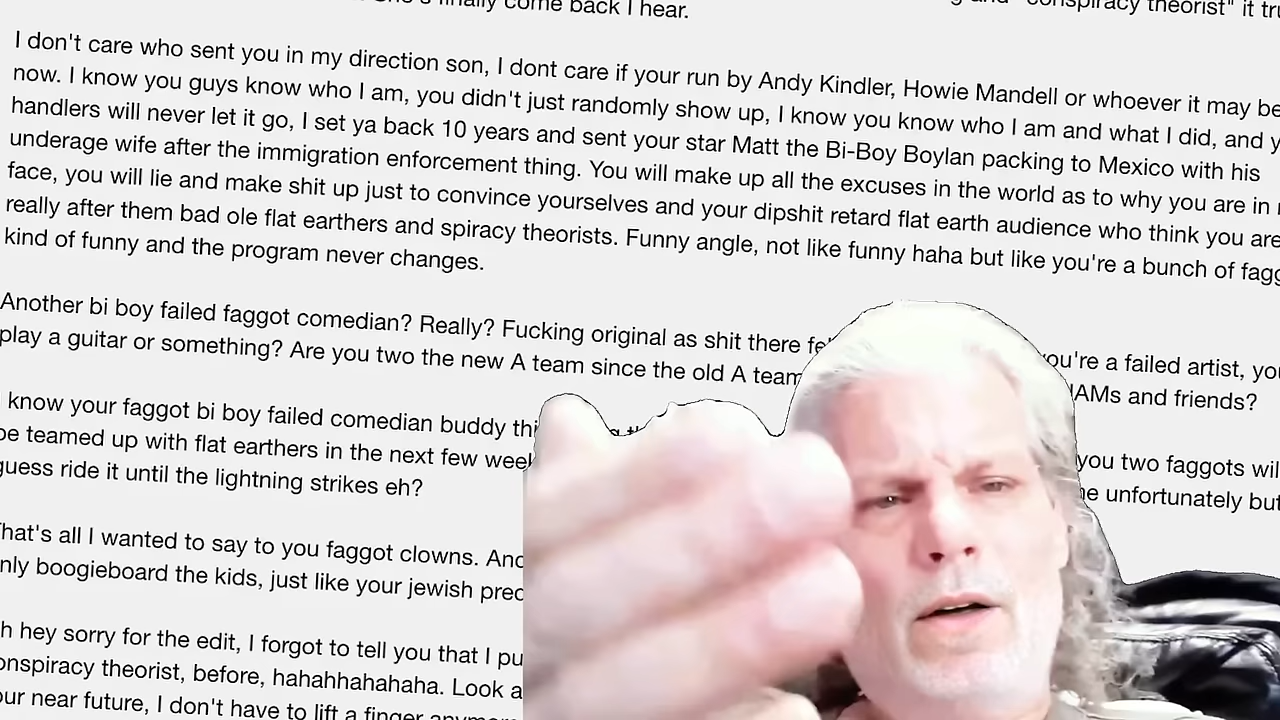 finally come back I hear.
"conspiracy theorist" it
I don't care who sent you in my direction son, I dont care if your run by Andy Kindler, Howie Mandell or whoever it may be
now. I know you guys know who I am, you didn't just randomly show up, I know you know who I am and what I did, and
handlers will never let it go, I set ya back 10 years and sent your star Matt the Bi-Boy Boylan packing to Mexico with his
underage wife after the immigration enforcement thing. You will make up all the excuses in the world as to why you are in
face, you will lie and make shit up just to convince yourselves and your dipshit retard flat earth audience who think you are
really after them bad ole flat earthers and spiracy theorists. Funny angle, not like funny haha but like you're a bunch of
kind of funny and the program never changes.
Another bi boy failed faggot comedian? Really? Fucking original as shit there you're a failed artist,
play a guitar or something? Are you two the new A team since the old A team and friends?
know your faggot bi boy failed comedian buddy
be teamed up with flat earthers in the next few you two faggots
guess ride it until the lightning strikes eh? unfortunately but
That's all I wanted to say to you faggot clowns.
boogieboard the kids, just like your jewish
hey sorry for the edit, I forgot to tell you that I
conspiracy theorist, before, hahahhahahaha. Look
our near future, I don't have to lift a finger